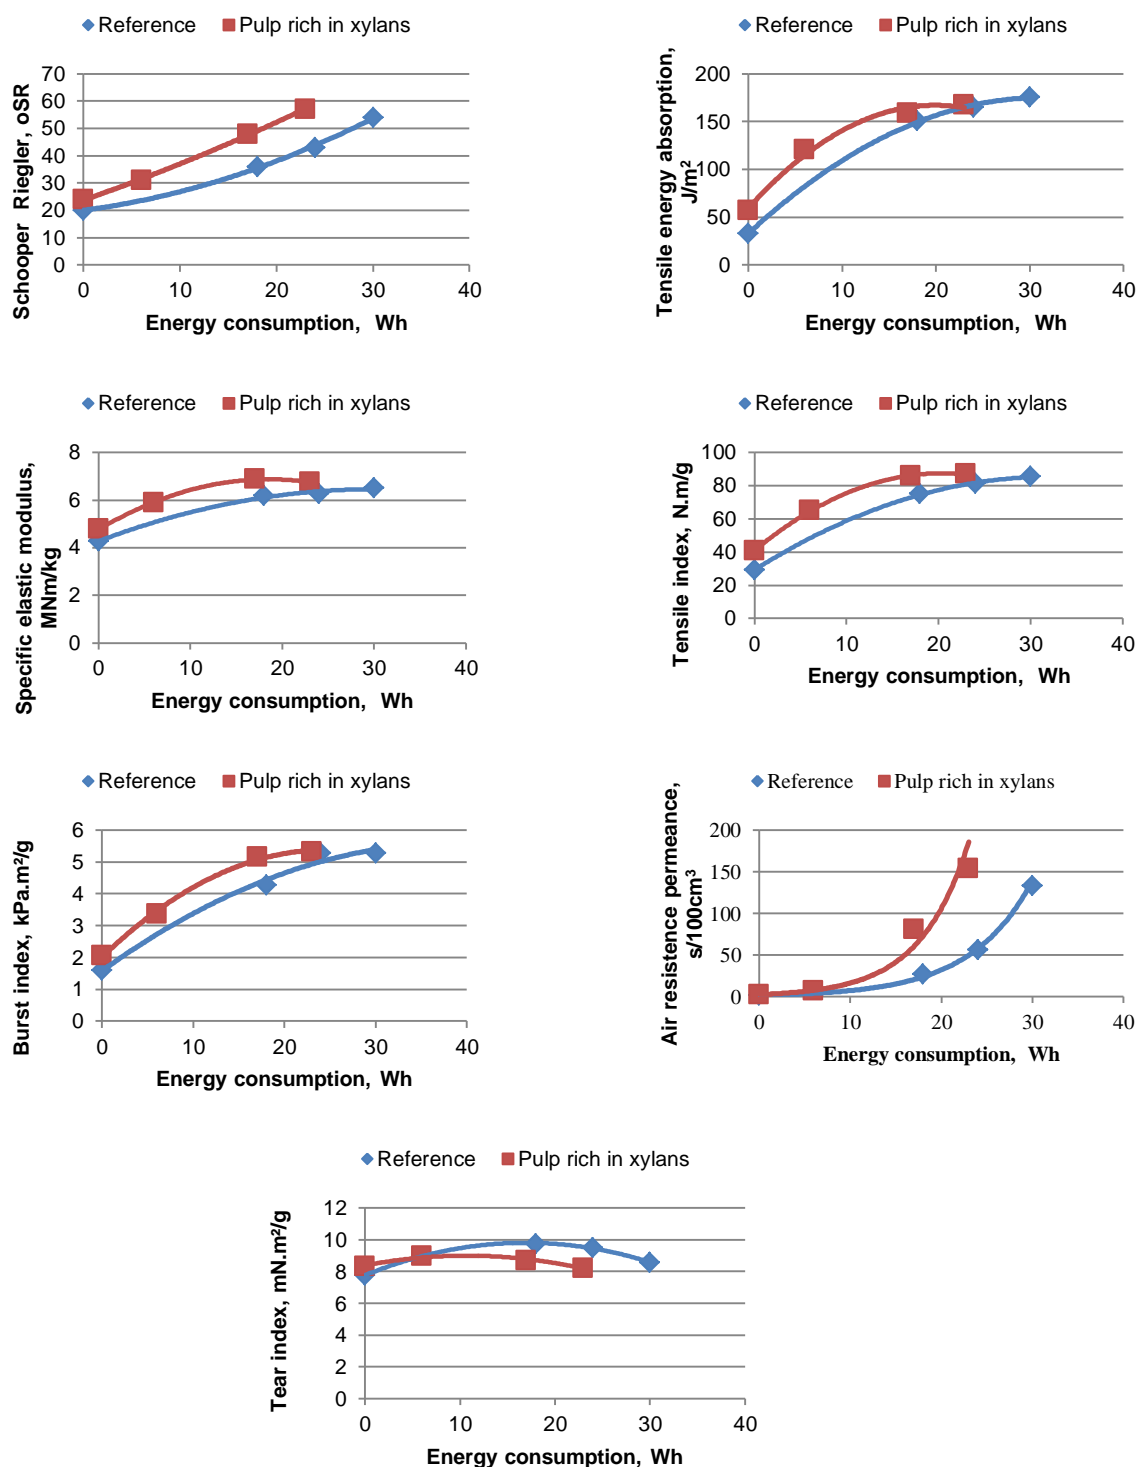 Reference Pulp rich in xylans
Schooper Riegler, oSR
70
60
50
40
30
20
10
0
0 10 20 30 40
Energy consumption, Wh
Reference Pulp rich in xylans
Tensile energy absorption,
J/m²
200
150
100
50
0
0 10 20 30 40
Energy consumption, Wh
Reference Pulp rich in xylans
Specific elastic modulus,
MNm/kg
8
6
4
2
0
0 10 20 30 40
Energy consumption, Wh
Reference Pulp rich in xylans
Tensile index, N.m/g
100
80
60
40
20
0
0 10 20 30 40
Energy consumption, Wh
Reference Pulp rich in xylans
Burst index, kPa.m²/g
6
5
4
3
2
1
0
0 10 20 30 40
Energy consumption, Wh
Reference Pulp rich in xylans
Air resistence permeance,
s/100cm³
200
150
100
50
0
0 10 20 30 40
Energy consumption, Wh
Reference Pulp rich in xylans
Tear index, mN.m²/g
12
10
8
6
4
2
0
0 10 20 30 40
Energy consumption, Wh